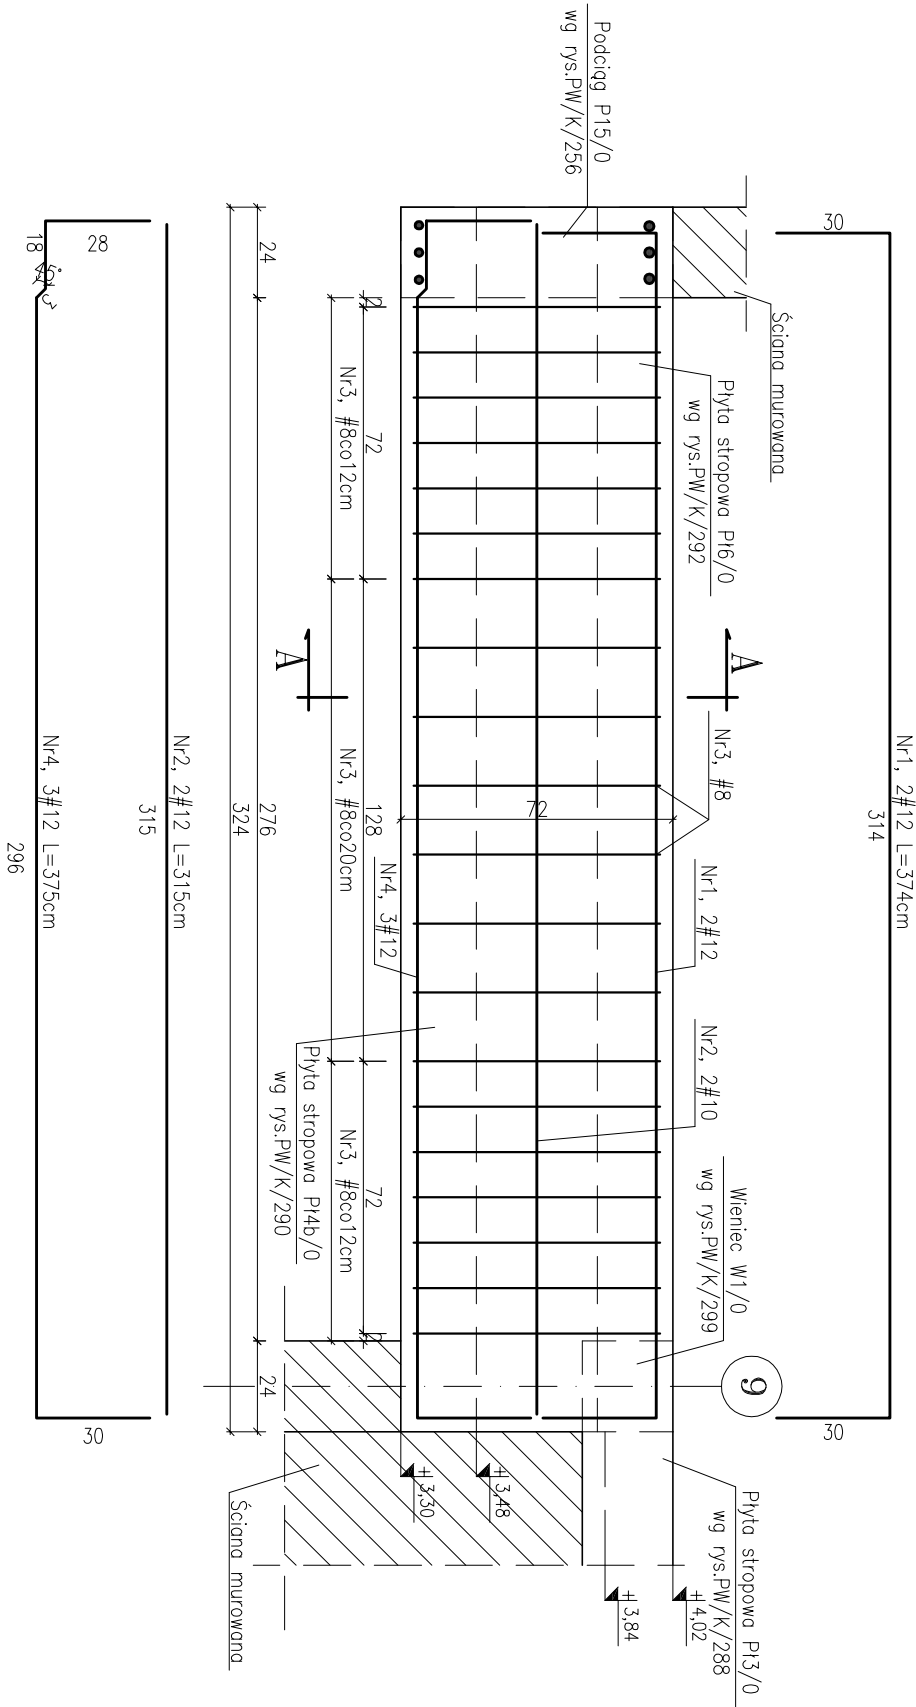 Nr1, 2#12 L=374cm
314
30
30
Ściana murowana
Płyta stropowa Pł6/0
wg rys.PW/K/292
A
Nr3, #8
Nr1, 2#12
Nr2, 2#10
Wieniec W1/0
wg rys.PW/K/299
9
Płyta stropowa Pł3/0
wg rys.PW/K/288
+4,02
+3,84
+3,48
+3,30
Podciąg P15/0
wg rys.PW/K/256
72
Nr4, 3#12
Płyta stropowa Pł4b/0
wg rys.PW/K/290
Ściana murowana
A
2
72
128
72
2
Nr3, #8co12cm
Nr3, #8co20cm
Nr3, #8co12cm
24
276
24
324
Nr2, 2#12 L=315cm
315
28
18
45°
3
Nr4, 3#12 L=375cm
296
30